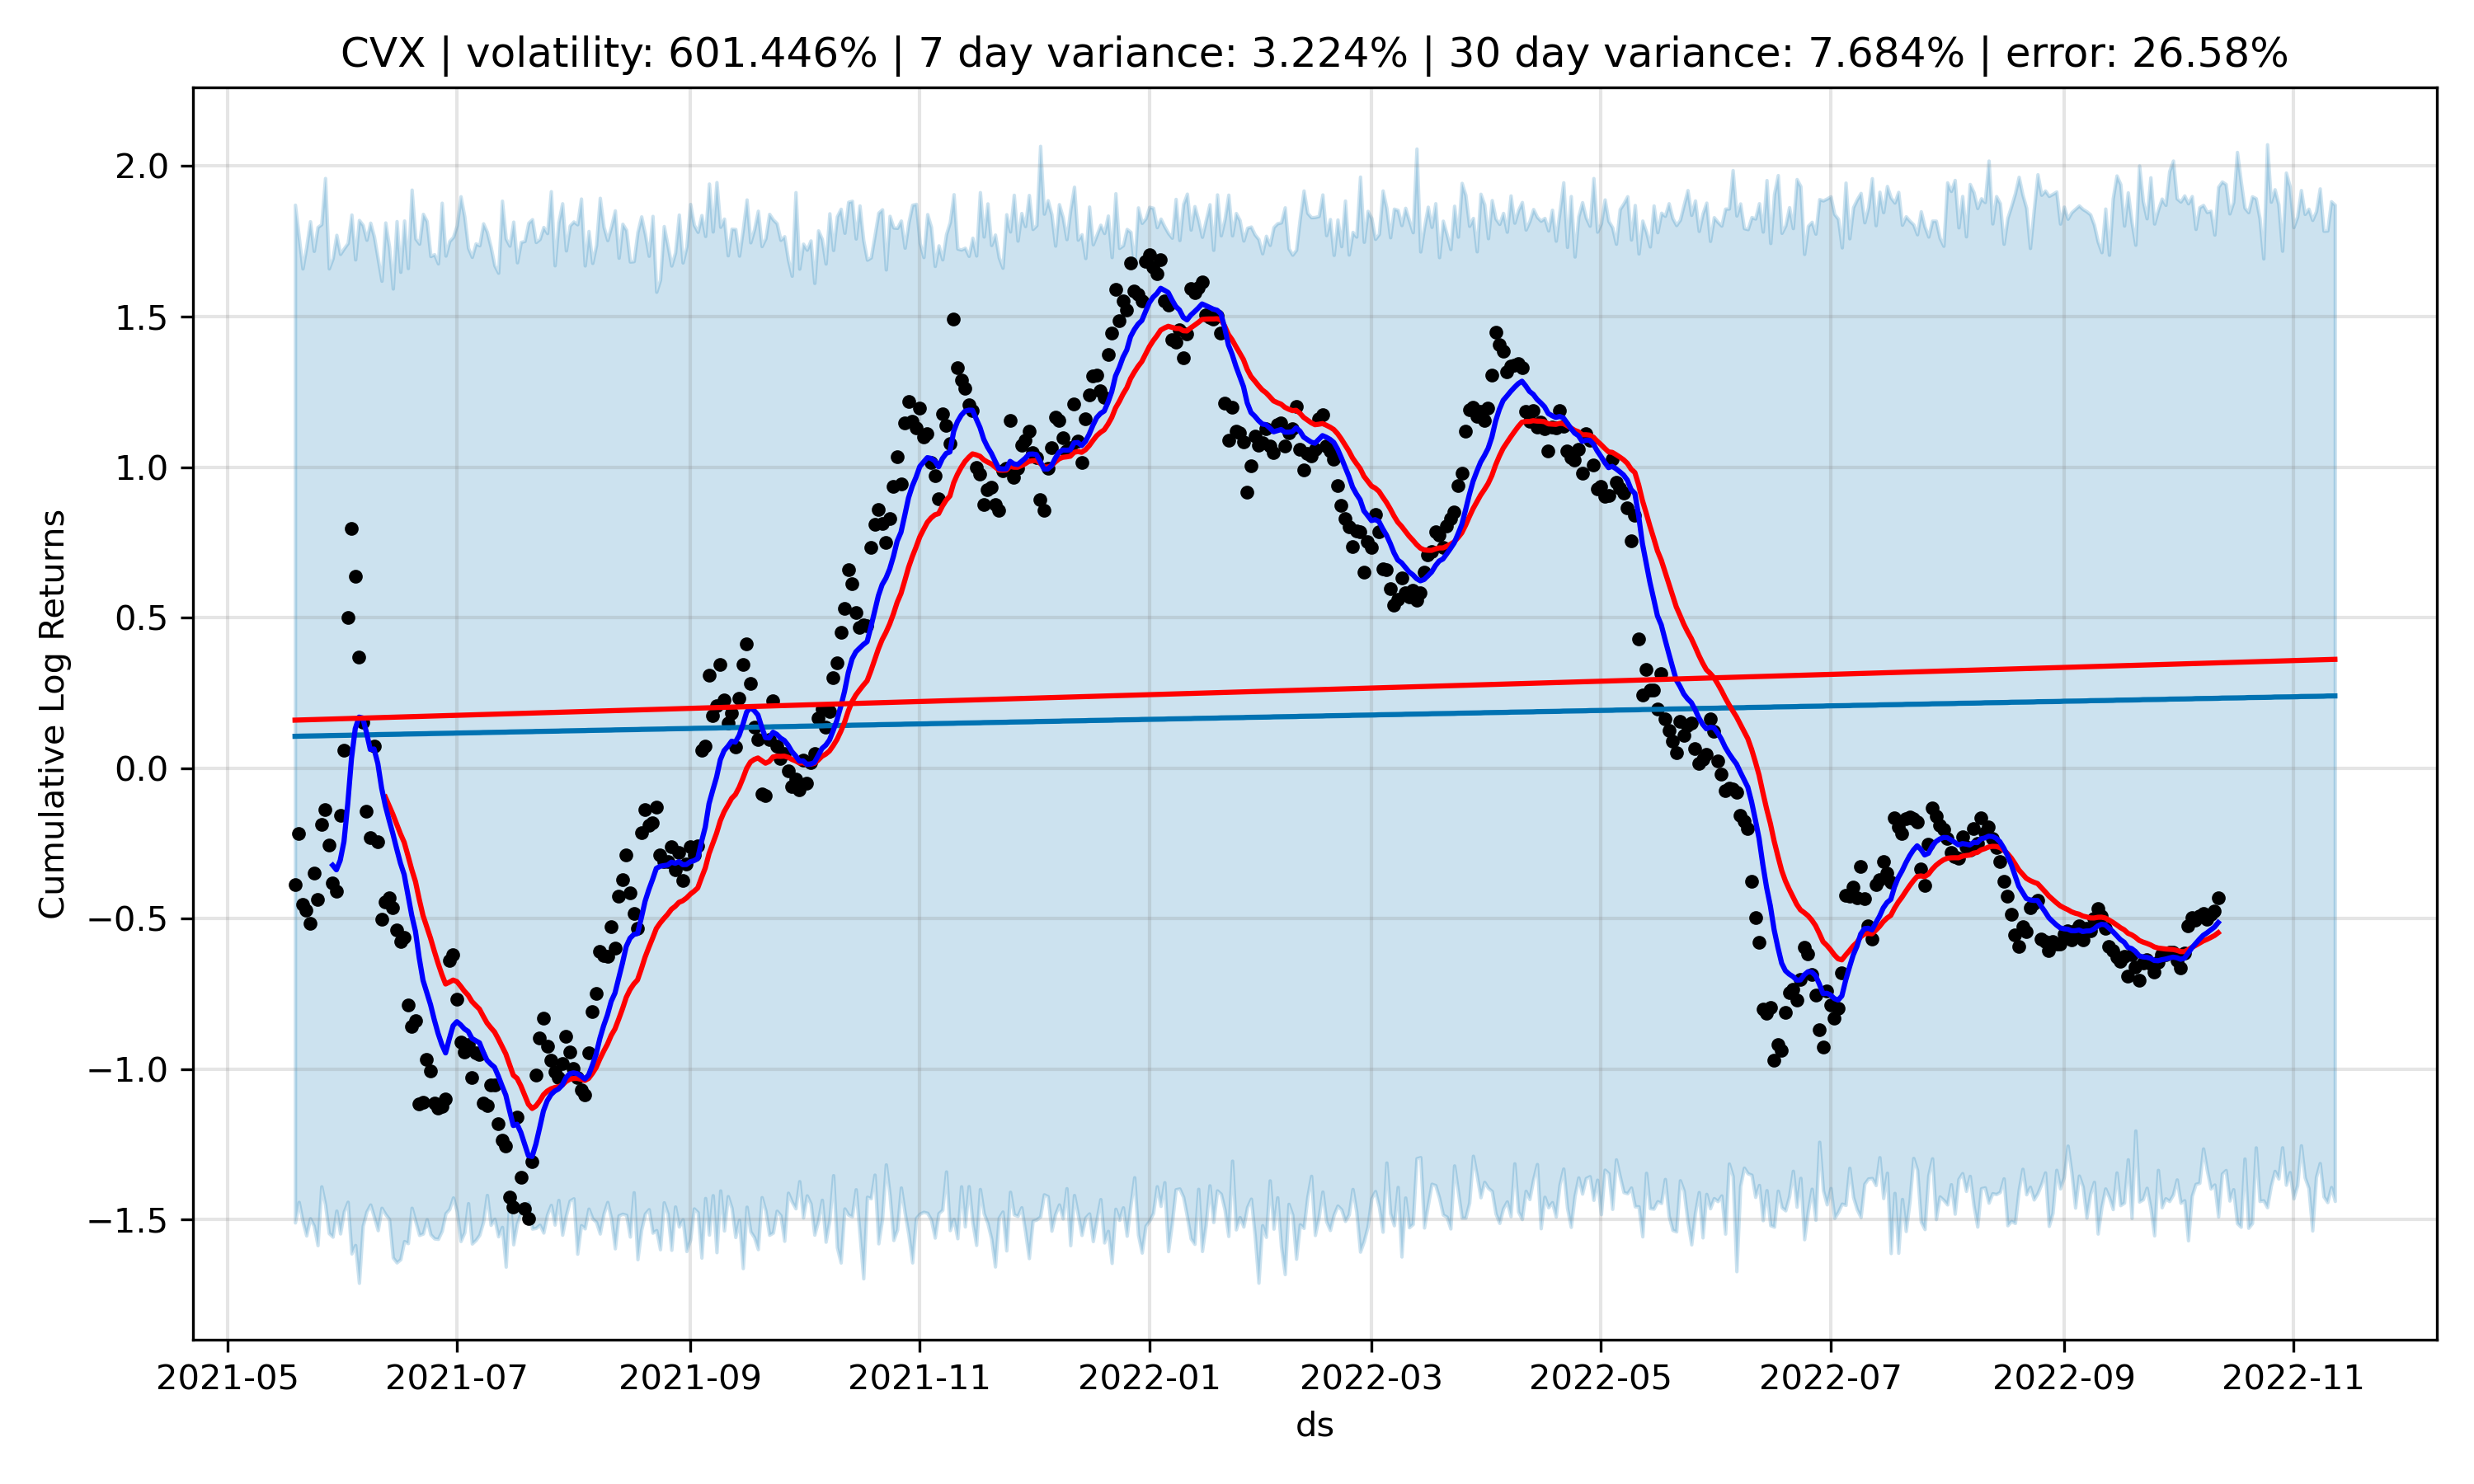 CVX | volatility: 601.446% | 7 day variance: 3.224% | 30 day variance: 7.684% | error: 26.58%
Cumulative Log Returns
2.0
1.5
1.0
0.5
0.0
−0.5
−1.0
−1.5
2021-05 2021-07 2021-09 2021-11 2022-01 2022-03 2022-05 2022-07 2022-09 2022-11
ds